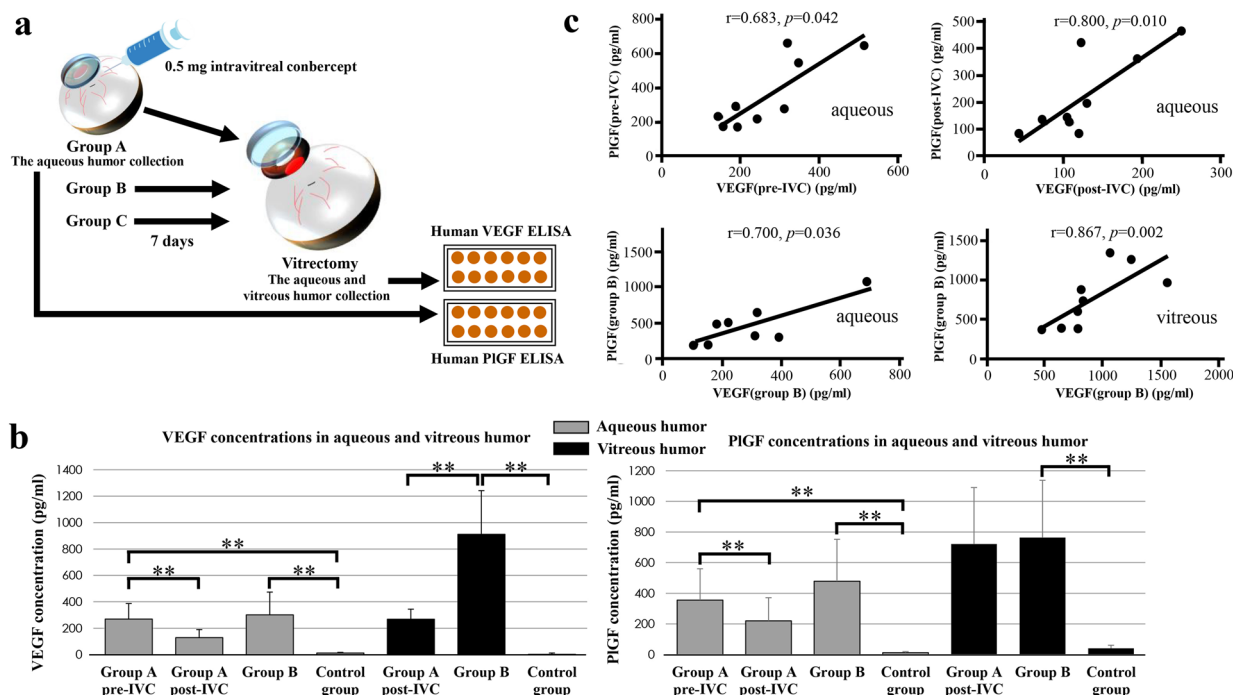 a
0.5 mg intravitreal conbercept
Group A
The aqueous humor collection
Group B
Group C
7 days
Vitrectomy
The aqueous and
vitreous humor collection
Human VEGF ELISA
Human PlGF ELISA
c
r=0.683, p=0.042
PlGF(pre-IVC) (pg/ml)
800
600
400
200
0
aqueous
0
200
400
600
VEGF(pre-IVC) (pg/ml)
r=0.800, p=0.010
PlGF(post-IVC) (pg/ml)
500
400
300
200
100
0
aqueous
0
100
200
300
VEGF(post-IVC) (pg/ml)
r=0.700, p=0.036
PlGF(group B) (pg/ml)
1500
1000
500
0
aqueous
0
200
400
600
800
VEGF(group B) (pg/ml)
r=0.867, p=0.002
PlGF(group B) (pg/ml)
1500
1000
500
0
vitreous
0
500
1000
1500
2000
VEGF(group B) (pg/ml)
b
VEGF concentrations in aqueous and vitreous humor
Aqueous humor
Vitreous humor
VEGF concentration (pg/ml)
1400
1200
1000
800
600
400
200
0
**
**
**
**
**
Group A
pre-IVC
Group A
post-IVC
Group B
Control
group
Group A
post-IVC
Group B
Control
group
PlGF concentrations in aqueous and vitreous humor
PlGF concentration (pg/ml)
1200
1000
800
600
400
200
0
**
**
**
**
Group A
pre-IVC
Group A
post-IVC
Group B
Control
group
Group A
post-IVC
Group B
Control
group